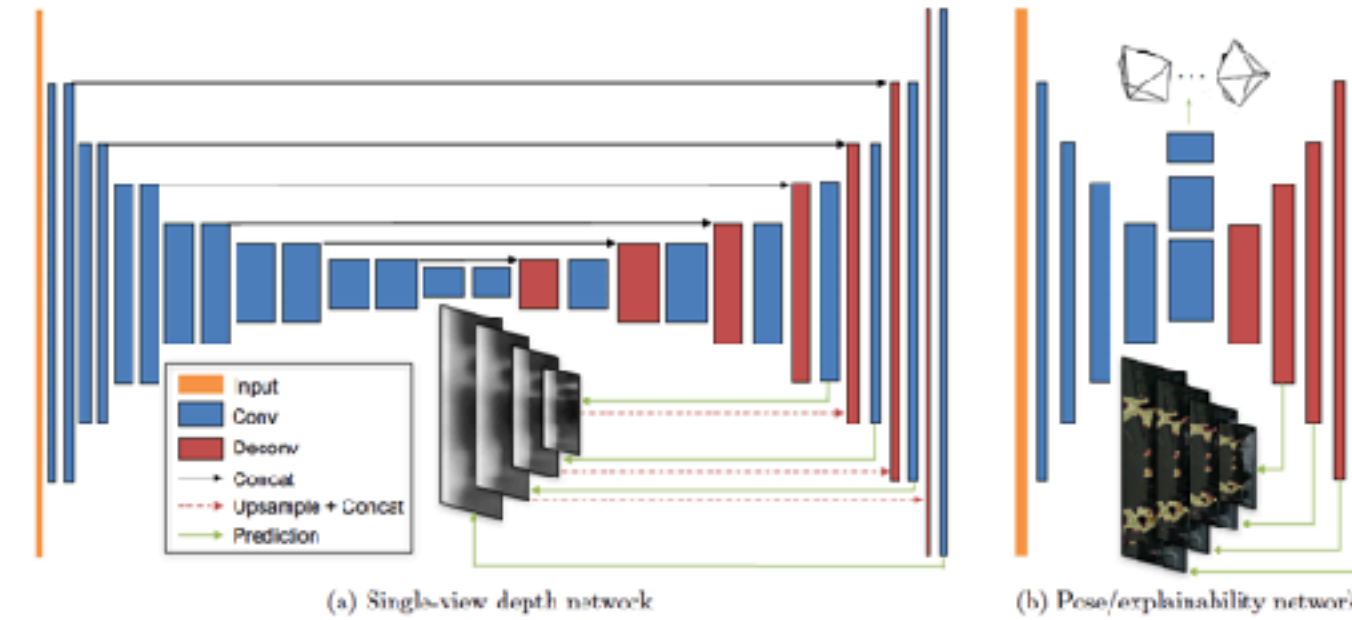 Input
Conv
Deconv
Concat
Upsample + Concat
Prediction
(a) Single-view depth network
(b) Pose/explainability network